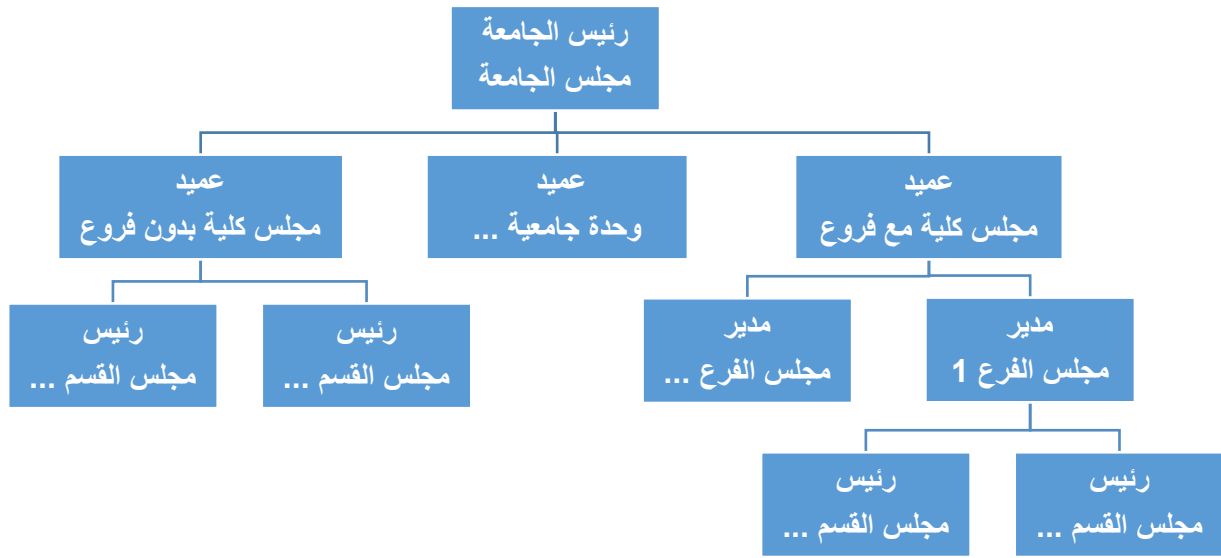 رئيس الجامعة
مجلس الجامعة
عميد
مجلس كلية مع فروع
عميد
وحدة جامعية ...
عميد
مجلس كلية بدون فروع
مدير
مجلس الفرع 1
مدير
مجلس الفرع ...
رئيس
مجلس القسم ...
رئيس
مجلس القسم ...
رئيس
مجلس القسم ...
رئيس
مجلس القسم ...